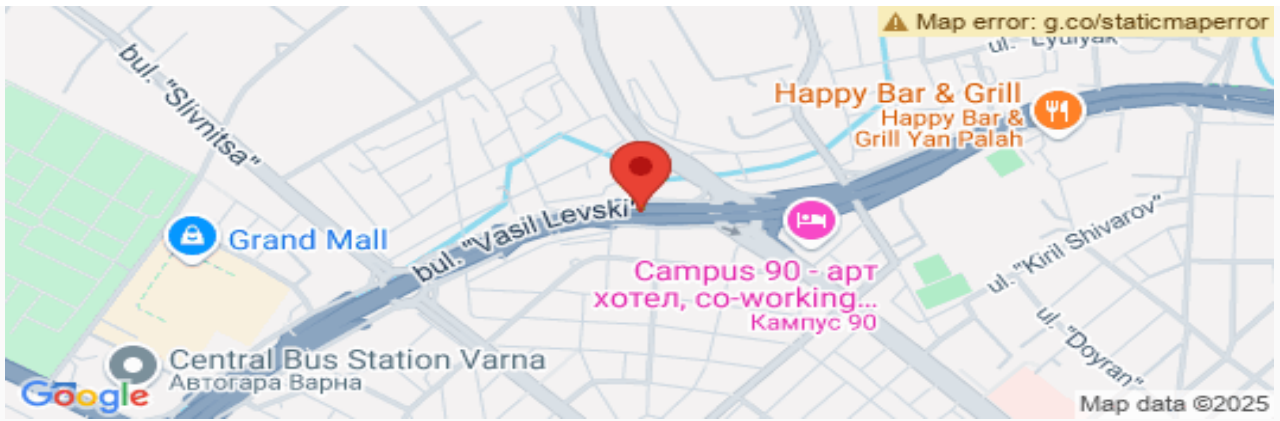 Map error: g.co/staticmaperror
ul. "Lyulyak"
bul. "Slivnitsa"
Happy Bar & Grill
Happy Bar &
Grill Yan Palah
bul. "Vasil Levski"
Grand Mall
ul. "Kiril Shivarov"
Campus 90 - арт
хотел, co-working...
Кампус 90
ul. "Doyran"
Central Bus Station Varna
Автогара Варна
Google
Map data ©2025